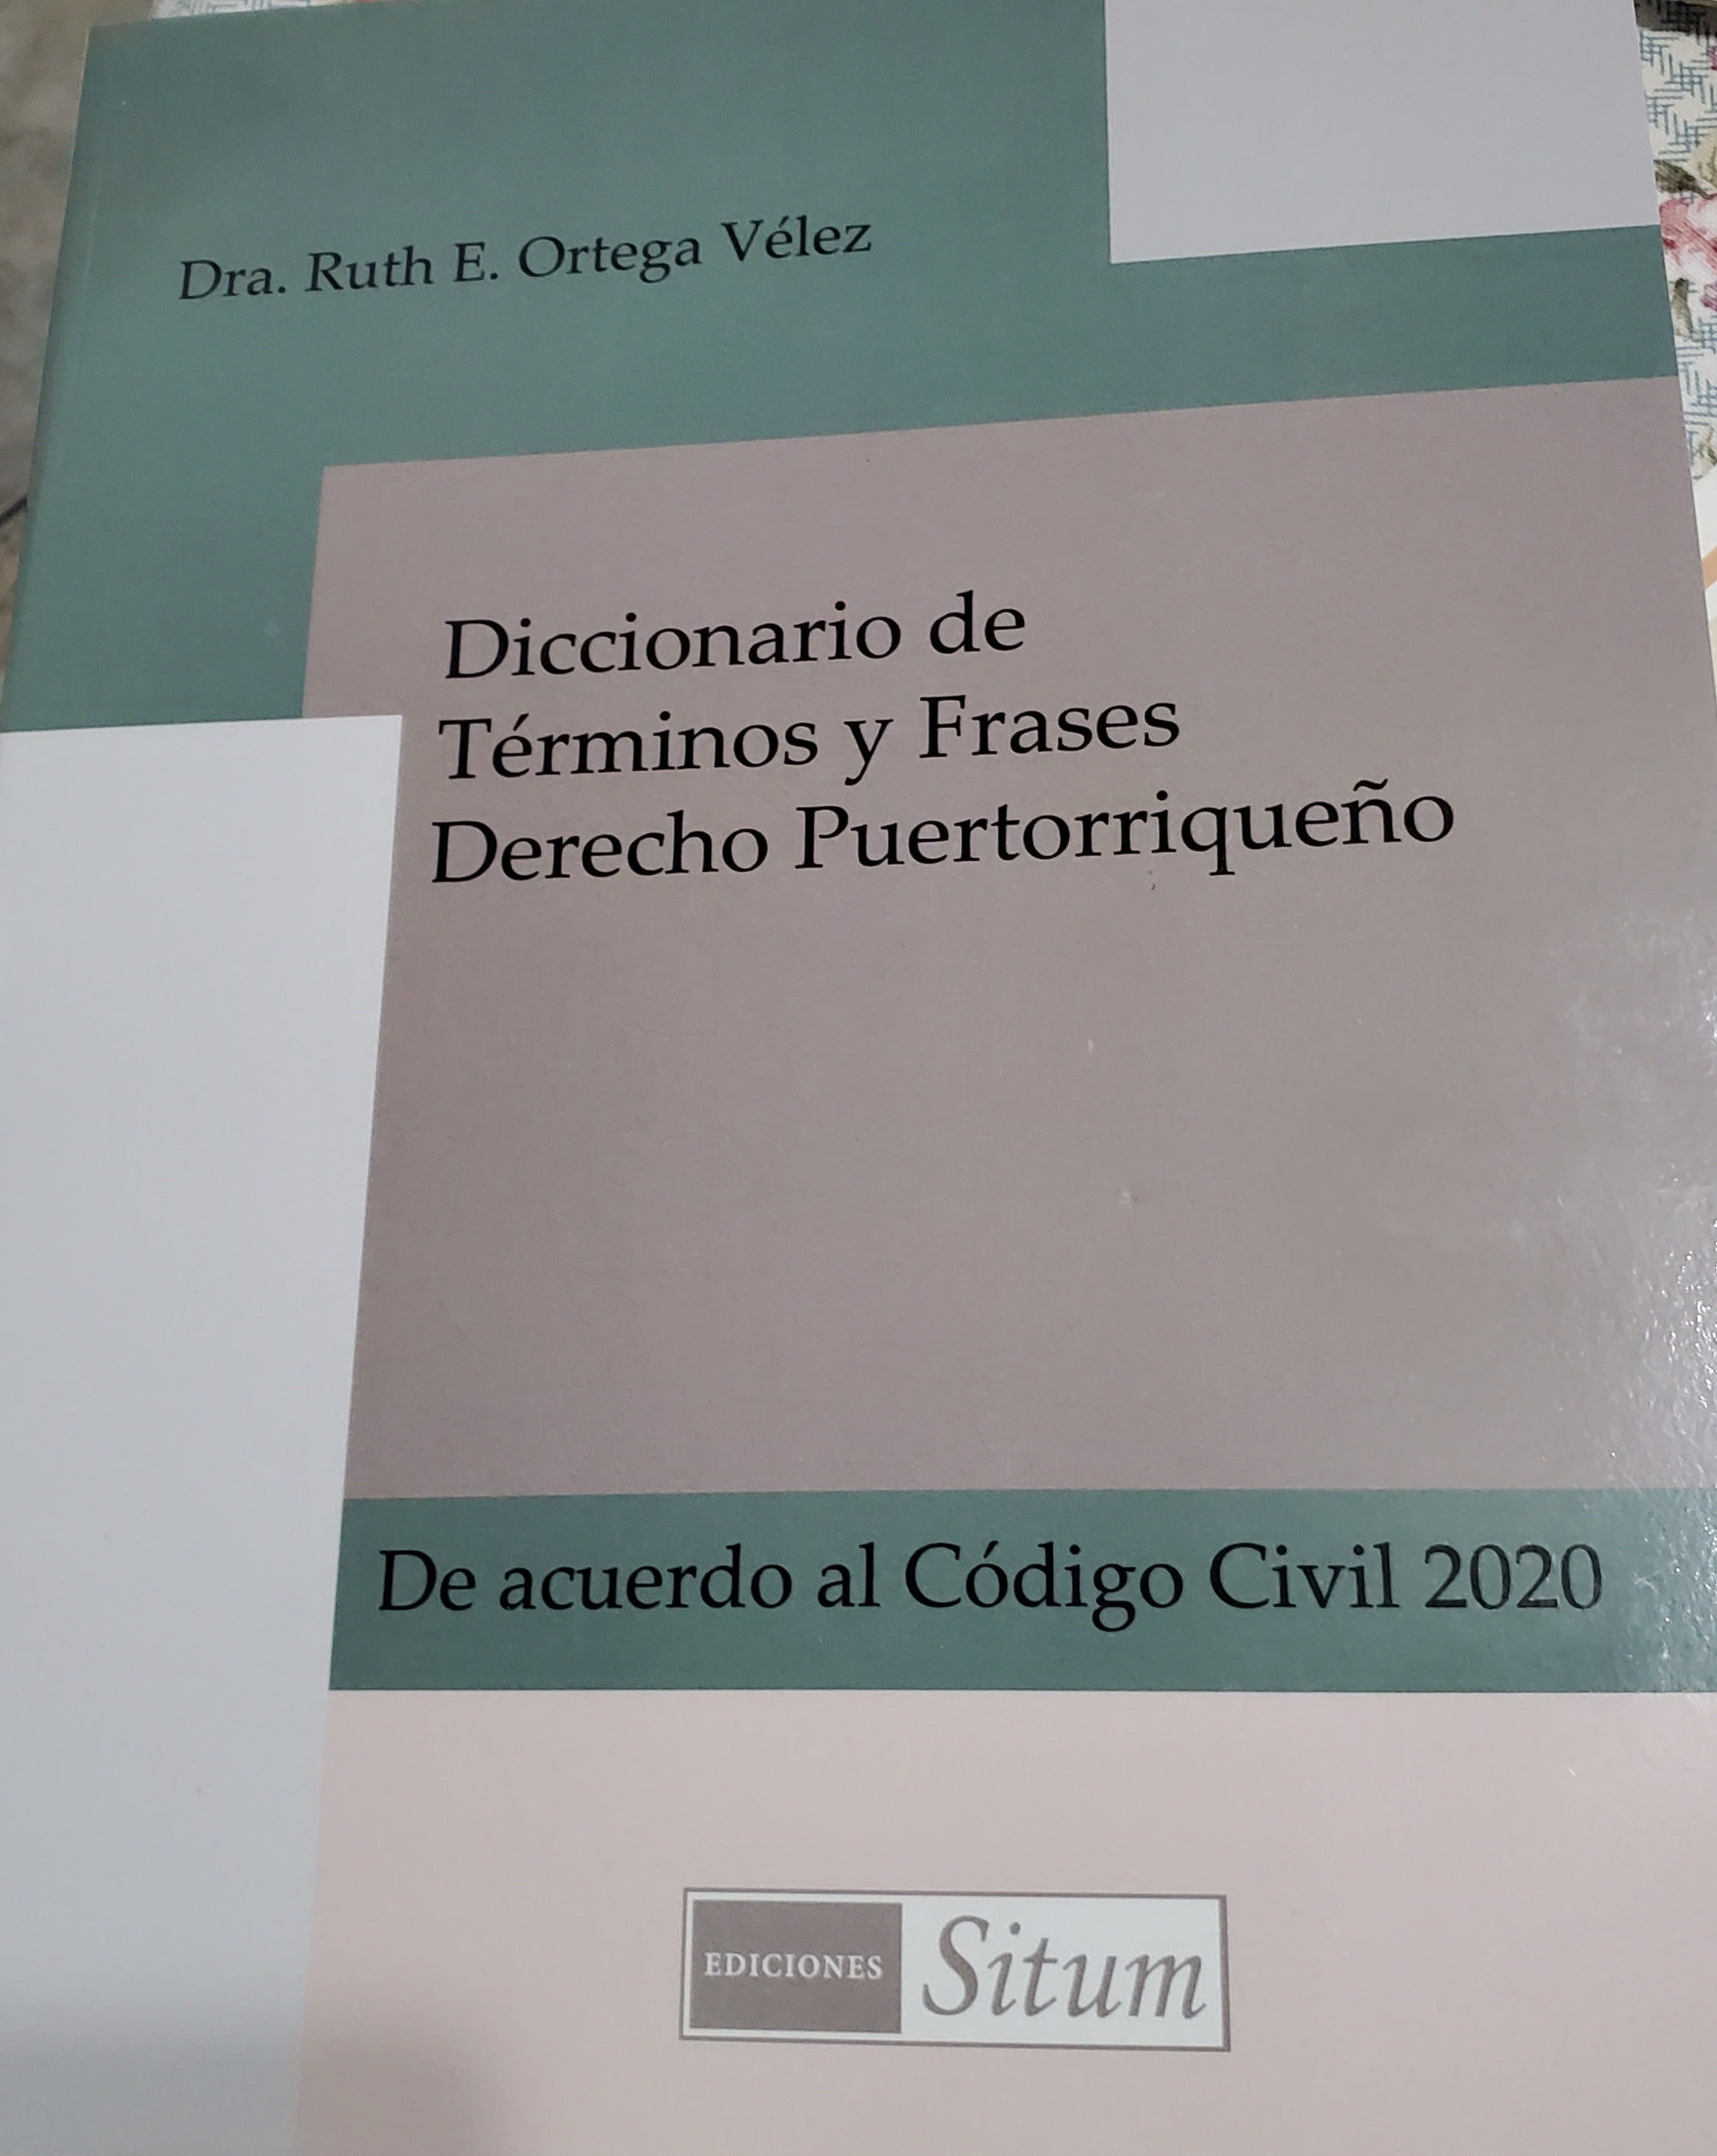 Dra. Ruth E. Ortega Vélez
Diccionario de
Términos y Frases
Derecho Puertorriqueño
De acuerdo al Código Civil 2020
EDICIONES Situm